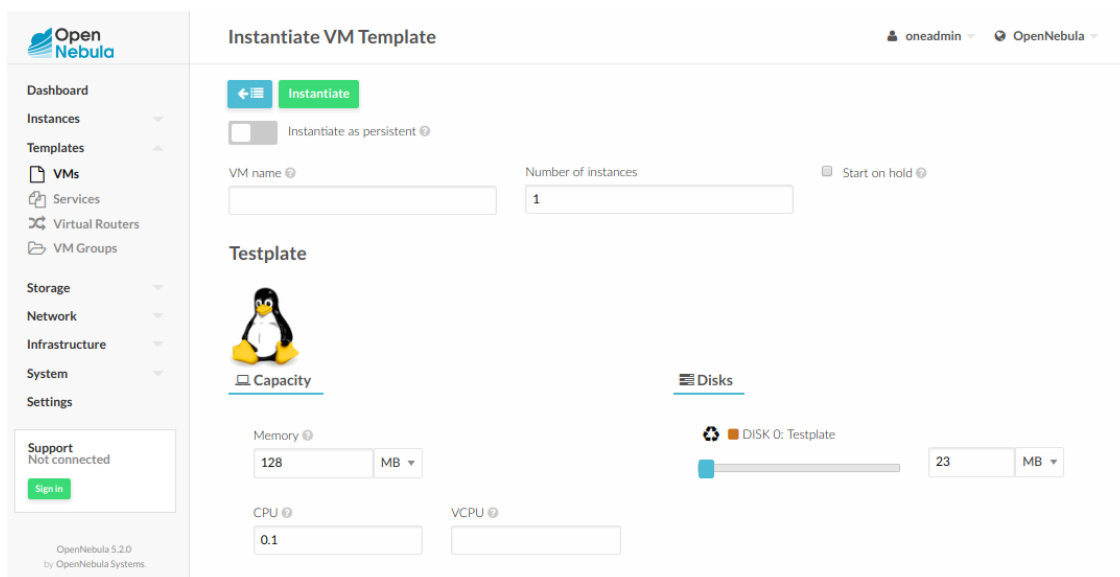 Open
Nebula
Instantiate VM Template
oneadmin
OpenNebula
Dashboard
Instances
Templates
VMs
Services
Virtual Routers
VM Groups
Storage
Network
Infrastructure
System
Settings
Support
Not connected
Sign in
OpenNebula 5.2.0
by OpenNebula Systems.
Instantiate
Instantiate as persistent ?
VM name ?
Number of instances
1
Start on hold ?
Testplate
Capacity
Memory ?
128 MB
CPU ?
0.1
VCPU ?
Disks
DISK 0: Testplate
23 MB